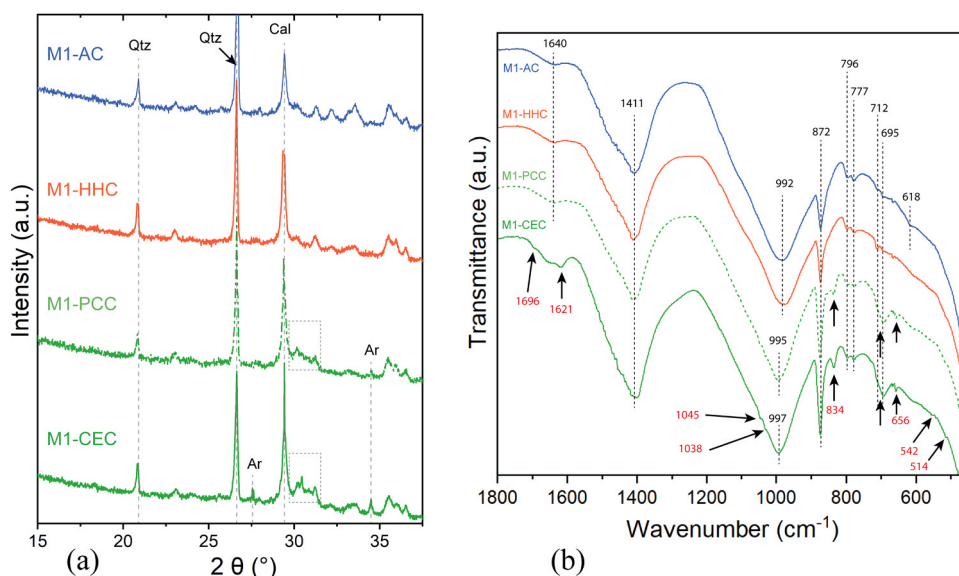 Intensity (a.u.)
M1-AC
M1-HHC
M1-PCC
M1-CEC
Qtz
Qtz
Cal
Ar
Ar
15
20
25
30
35
2 θ (°)
(a)
Transmittance (a.u.)
M1-AC
M1-HHC
M1-PCC
M1-CEC
1640
1411
992
872
796
777
712
695
618
1696
1621
995
997
1045
1038
834
656
542
514
1800
1600
1400
1200
1000
800
600
Wavenumber (cm⁻¹)
(b)